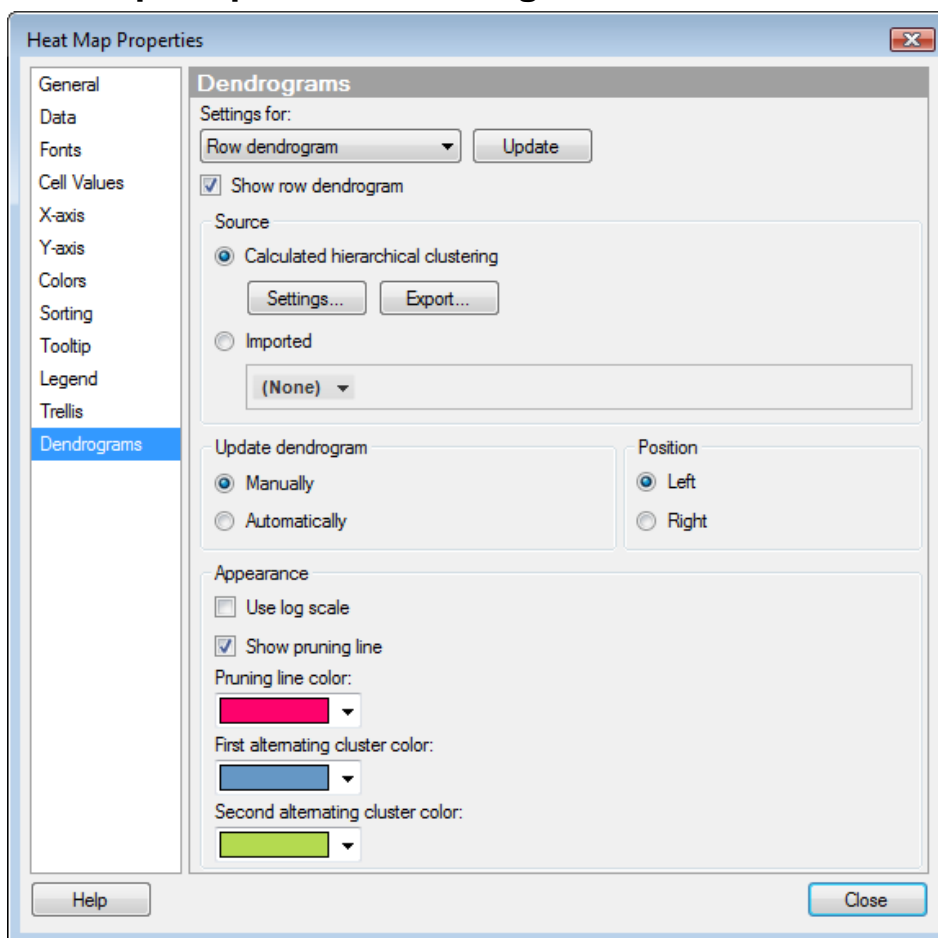 Heat Map Properties
General
Data
Fonts
Cell Values
X-axis
Y-axis
Colors
Sorting
Tooltip
Legend
Trellis
Dendrograms
Dendrograms
Settings for:
Row dendrogram
Update
Show row dendrogram
Source
Calculated hierarchical clustering
Settings...
Export...
Imported
(None)
Update dendrogram
Manually
Automatically
Position
Left
Right
Appearance
Use log scale
Show pruning line
Pruning line color:
First alternating cluster color:
Second alternating cluster color:
Help
Close